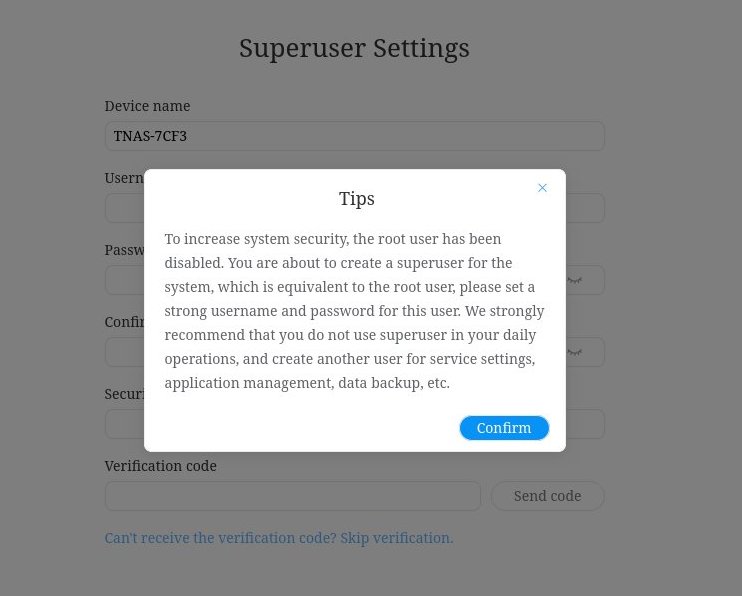 Superuser Settings
Device name
TNAS-7CF3
Usern
Tips
Passw
To increase system security, the root user has been
disabled. You are about to create a superuser for the
system, which is equivalent to the root user, please set a
strong username and password for this user. We strongly
recommend that you do not use superuser in your daily
operations, and create another user for service settings,
application management, data backup, etc.
Confir
Securi
Confirm
Verification code
Send code
Can't receive the verification code? Skip verification.